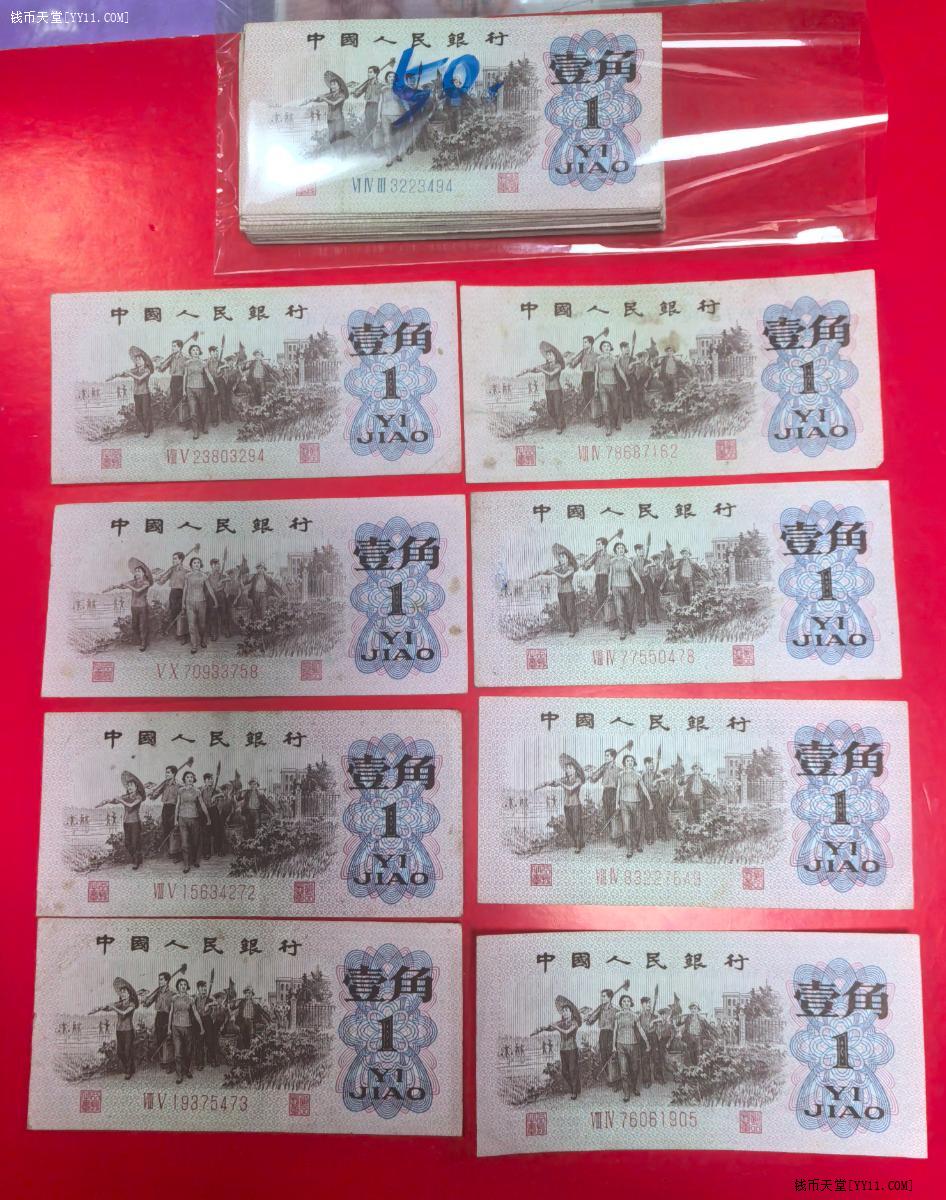 钱币天堂[YY11.COM]
中國人民銀行
50.
壹角
1
YI
JIAO
VI IV III 3223494
中國人民銀行
壹角
1
YI
JIAO
VIII V 23803294
中國人民銀行
壹角
1
YI
JIAO
VIII IV 78687162
中國人民銀行
壹角
1
YI
JIAO
V X 70933758
中國人民銀行
壹角
1
YI
JIAO
VIII IV 77550478
中國人民銀行
壹角
1
YI
JIAO
VIII V 15634272
中國人民銀行
壹角
1
YI
JIAO
VIII IV 83227543
中國人民銀行
壹角
1
YI
JIAO
VIII V 19375473
中國人民銀行
壹角
1
YI
JIAO
VIII IV 76061905
钱币天堂[YY11.COM]